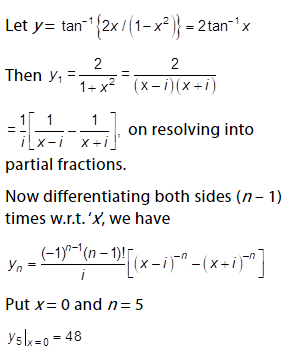 Let y = tan⁻¹{2x/(1−x²)} = 2tan⁻¹x
Then y₁ = 2/(1+x²) = 2/((x−i)(x+i))
= 1/i [1/(x−i) − 1/(x+i)], on resolving into
partial fractions.
Now differentiating both sides (n – 1)
times w.r.t. ‘x’, we have
yₙ = ((−1)ⁿ⁻¹(n−1)!)/i [(x−i)⁻ⁿ −(x+i)⁻ⁿ]
Put x = 0 and n = 5
y₅|ₓ₌₀ = 48